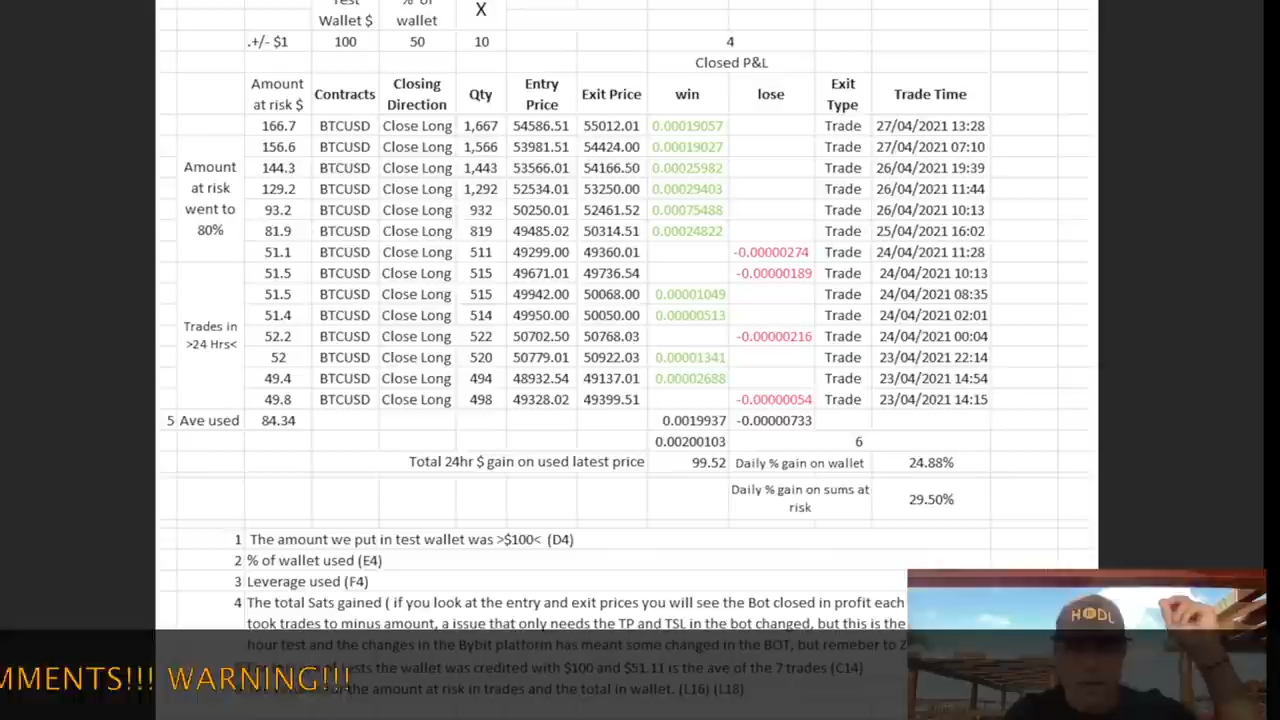 Wallet $ wallet X
.+/- $1 100 50 10 4
Closed P&L
Amount at risk $ Contracts Closing Direction Qty Entry Price Exit Price win lose Exit Type Trade Time
166.7 BTCUSD Close Long 1,667 54586.51 55012.01 0.00019057 Trade 27/04/2021 13:28
156.6 BTCUSD Close Long 1,566 53981.51 54424.00 0.00019027 Trade 27/04/2021 07:10
Amount 144.3 BTCUSD Close Long 1,443 53566.01 54166.50 0.00025982 Trade 26/04/2021 19:39
at risk 129.2 BTCUSD Close Long 1,292 52534.01 53250.00 0.00029403 Trade 26/04/2021 11:44
went to 93.2 BTCUSD Close Long 932 50250.01 52461.52 0.00075488 Trade 26/04/2021 10:13
80% 81.9 BTCUSD Close Long 819 49485.02 50314.51 0.00024822 Trade 25/04/2021 16:02
51.1 BTCUSD Close Long 511 49299.00 49360.01 -0.00000274 Trade 24/04/2021 11:28
51.5 BTCUSD Close Long 515 49671.01 49736.54 -0.00000189 Trade 24/04/2021 10:13
51.5 BTCUSD Close Long 515 49942.00 50068.00 0.00001049 Trade 24/04/2021 08:35
51.4 BTCUSD Close Long 514 49950.00 50050.00 0.00000513 Trade 24/04/2021 02:01
Trades in >24 Hrs< 52.2 BTCUSD Close Long 522 50702.50 50768.03 -0.00000216 Trade 24/04/2021 00:04
52 BTCUSD Close Long 520 50779.01 50922.03 0.00001341 Trade 23/04/2021 22:14
49.4 BTCUSD Close Long 494 48932.54 49137.01 0.00002688 Trade 23/04/2021 14:54
49.8 BTCUSD Close Long 498 49328.02 49399.51 -0.00000054 Trade 23/04/2021 14:15
5 Ave used 84.34 0.0019937 -0.00000733
0.00200103 6
Total 24hr $ gain on used latest price 99.52 Daily % gain on wallet 24.88%
Daily % gain on sums at risk 29.50%
1 The amount we put in test wallet was >$100< (D4)
2 % of wallet used (E4)
3 Leverage used (F4)
4 The total Sats gained ( if you look at the entry and exit prices you will see the Bot closed in profit each
took trades to minus amount, a issue that only needs the TP and TSL in the bot changed, but this is the
hour test and the changes in the Bybit platform has meant some changed in the BOT, but remeber to
the wallet was credited with $100 and $51.11 is the ave of the 7 trades (C14)
the amount at risk in trades and the total in wallet. (L16) (L18)
MMENTS!!! WARNING!!!
HODL